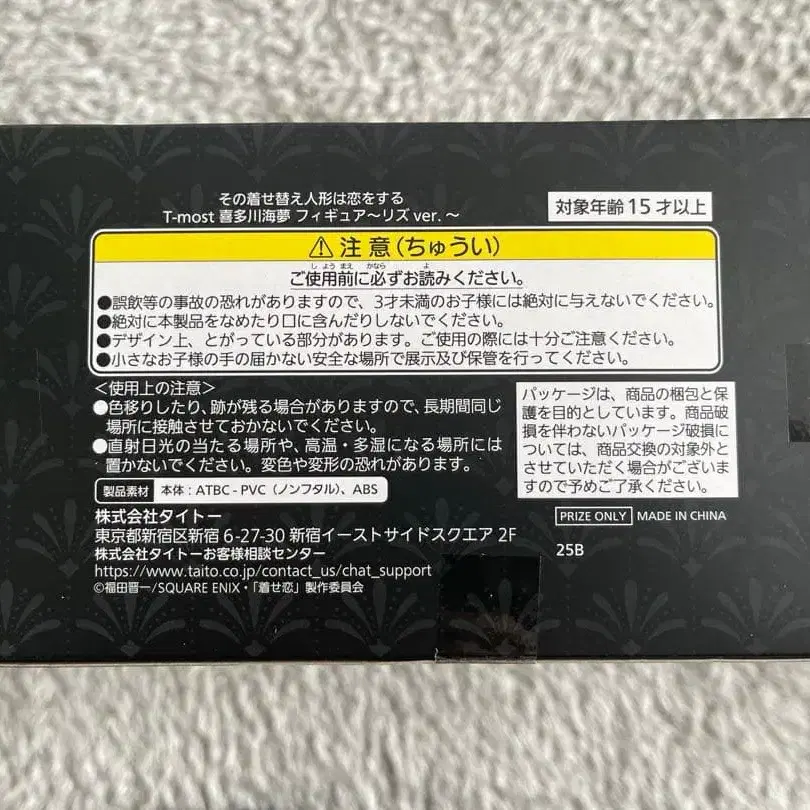 その着せ替え人形は恋をする
T-most 喜多川海夢 フィギュア～リズ ver.～
対象年齢 15 才以上
⚠注意(ちゅうい)
ご使用前に必ずお読みください。
●誤飲等の事故の恐れがありますので、3才未満のお子様には絶対に与えないでください。
●絶対に本製品をなめたり口に含んだりしないでください。
●デザイン上、とがっている部分があります。ご使用の際には十分ご注意ください。
●小さなお子様の手の届かない安全な場所で展示及び保管を行ってください。
＜使用上の注意＞
●色移りしたり、跡が残る場合がありますので、長期間同じ
場所に接触させておかないでください。
●直射日光の当たる場所や、高温・多湿になる場所には
置かないでください。変色や変形の恐れがあります。
パッケージは、商品の梱包と保
護を目的としています。商品破
損を伴わないパッケージ破損に
ついては、商品交換の対象外と
させていただく場合がございま
すので予めご了承ください。
製品素材 本体：ATBC-PVC（ノンフタル）、ABS
PRIZE ONLY MADE IN CHINA
株式会社タイトー
東京都新宿区新宿 6-27-30 新宿イーストサイドスクエア 2F
株式会社タイトーお客様相談センター
25B
https://www.taito.co.jp/contact_us/chat_support
©福田晋一/SQUARE ENIX・「着せ恋」製作委員会